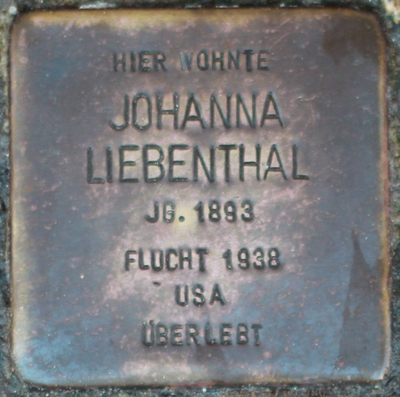 HIER WOHNTE
JOHANNA
LIEBENTHAL
JG. 1893
FLUCHT 1938
USA
ÜBERLEBT